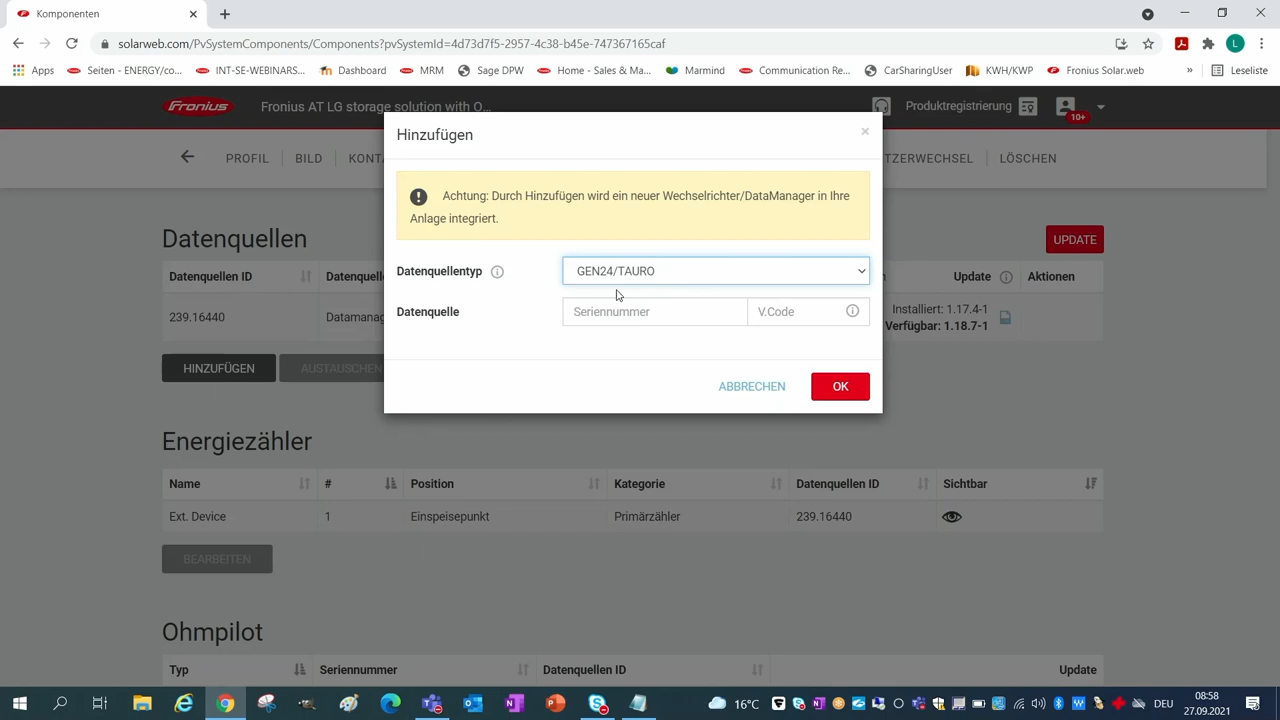 Komponenten
solarweb.com/PvSystemComponents/Components?pvSystemId=4d73d7f5-2957-4c38-b45e-747367165caf
L
Apps
Seiten - ENERGY/co...
INT-SE-WEBINARS...
Dashboard
MRM
Sage DPW
Home - Sales & Ma...
Marmind
Communication Re...
CarSharingUser
KWH/KWP
Fronius Solar.web
»
Leseliste
Fronius
Fronius AT LG storage solution with O...
Produktregistrierung
10+
PROFIL
BILD
KONTA
TZERWECHSEL
LÖSCHEN
Hinzufügen
×
Achtung: Durch Hinzufügen wird ein neuer Wechselrichter/DataManager in Ihre
Anlage integriert.
Datenquellentyp
GEN24/TAURO
Datenquelle
Seriennummer
V.Code
ABBRECHEN
OK
Datenquellen
UPDATE
Datenquellen ID
Datenq
n
Update
Aktionen
239.16440
Datamanag
Installiert: 1.17.4-1
Verfügbar: 1.18.7-1
HINZUFÜGEN
AUSTAUSCHEN
Energiezähler
Name
#
Position
Kategorie
Datenquellen ID
Sichtbar
Ext. Device
1
Einspeisepunkt
Primärzähler
239.16440
BEARBEITEN
Ohmpilot
Typ
Seriennummer
Datenquellen ID
Update
16°C
DEU
08:58
27.09.2021